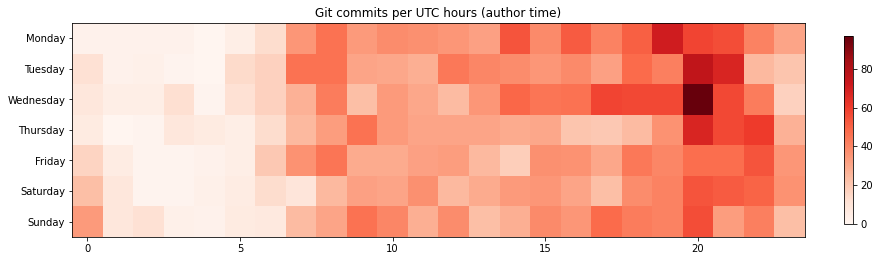 Git commits per UTC hours (author time)
Monday
Tuesday
Wednesday
Thursday
Friday
Saturday
Sunday
0 5 10 15 20
80
60
40
20
0